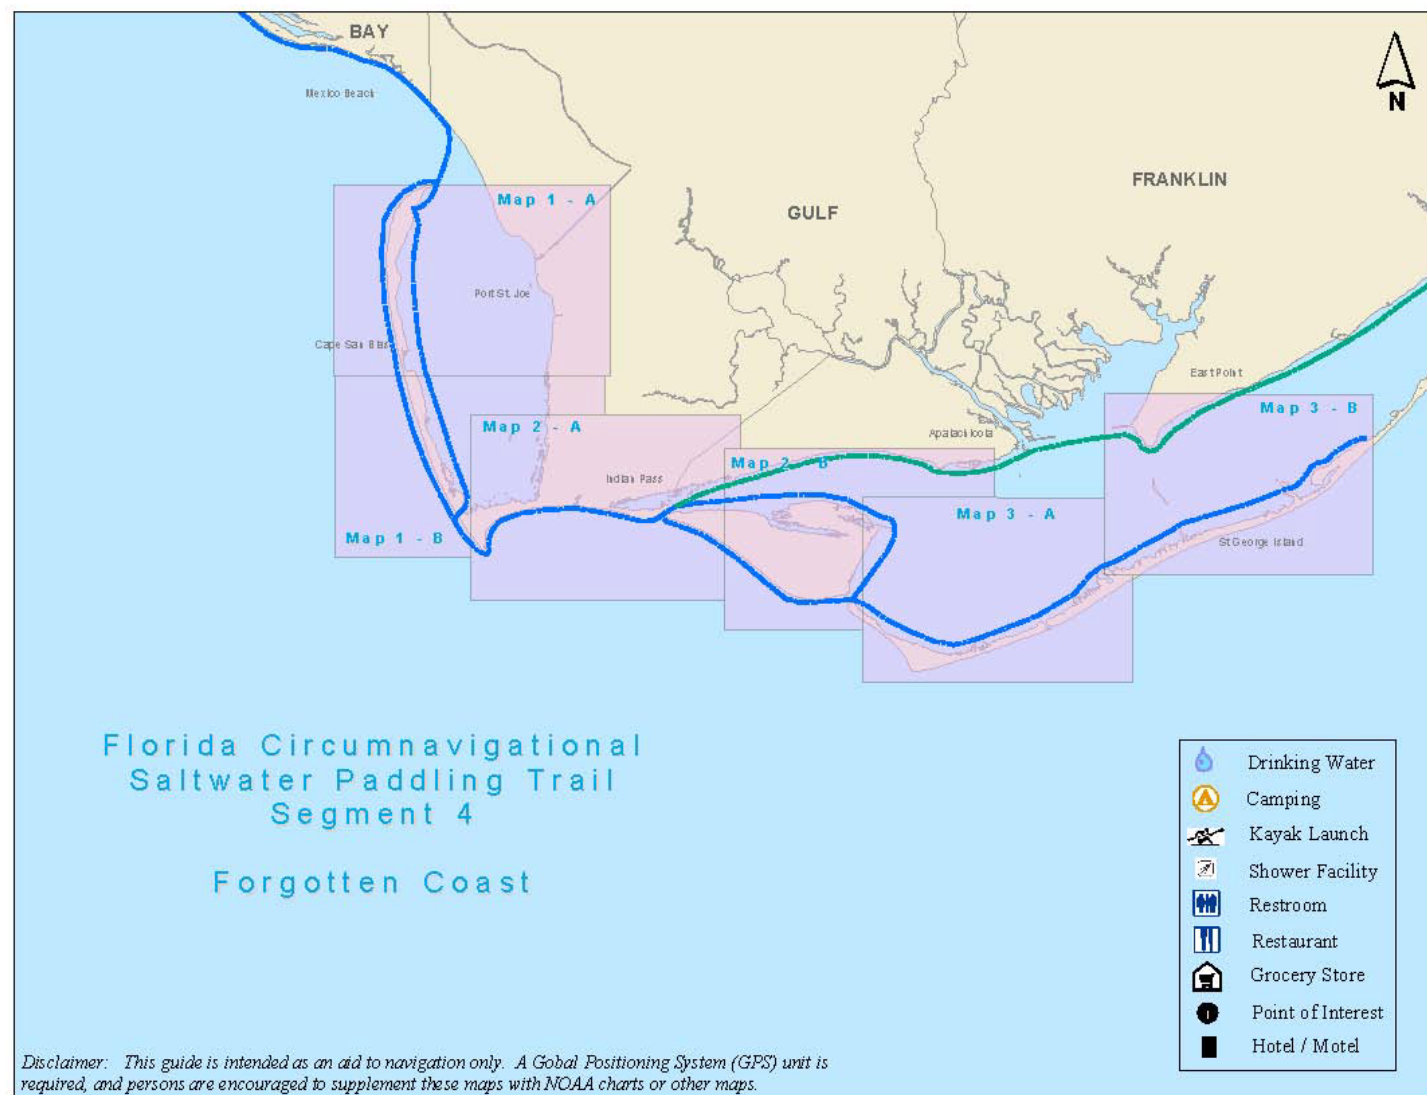 BAY
N
Mexico Beach
FRANKLIN
Map 1 - A
GULF
Port St. Joe
Cape San Blas
East Point
Map 3 - B
Map 2 - A
Apalachicola
Map 2 - B
Indian Pass
Map 3 - A
Map 1 - B
St George Island
Florida Circumnavigational
Saltwater Paddling Trail
Segment 4
Forgotten Coast
Drinking Water
Camping
Kayak Launch
Shower Facility
Restroom
Restaurant
Grocery Store
Point of Interest
Hotel / Motel
Disclaimer: This guide is intended as an aid to navigation only. A Gobal Positioning System (GPS) unit is
required, and persons are encouraged to supplement these maps with NOAA charts or other maps.